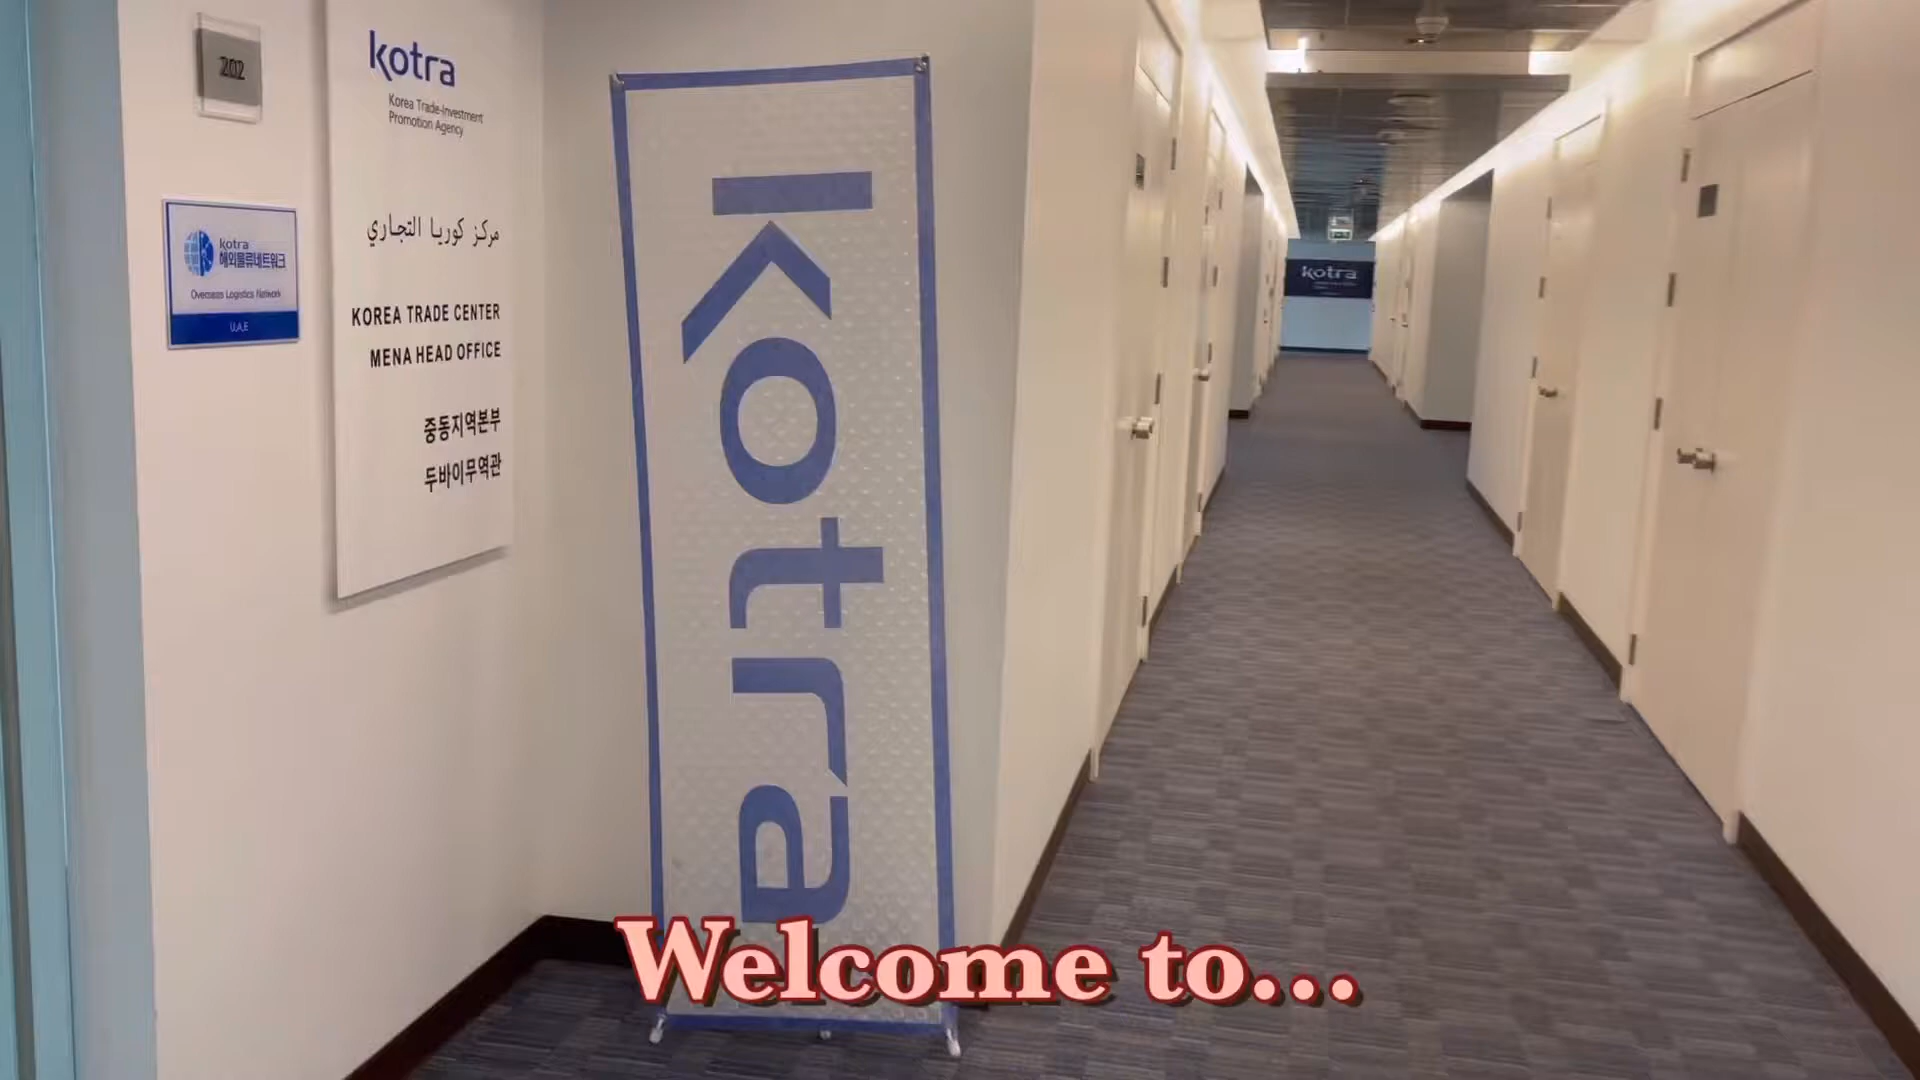 202
kotra
Korea Trade-Investment
Promotion Agency
مركز كوريا التجاري
KOREA TRADE CENTER
MENA HEAD OFFICE
중동지역본부
두바이무역관
kotra
해외물류네트워크
Overseas Logistics Network
U.A.E
kotra
kotra
Welcome to...